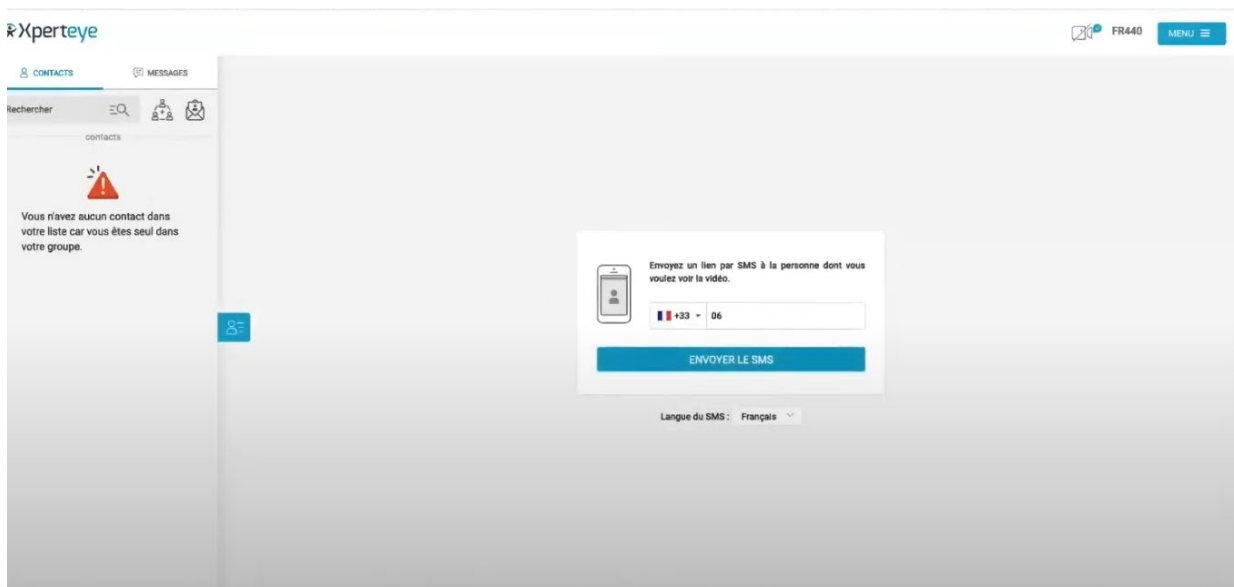 Xperteye
FR440
MENU
CONTACTS
MESSAGES
Rechercher
contacts
Vous n'avez aucun contact dans
votre liste car vous êtes seul dans
votre groupe.
Envoyez un lien par SMS à la personne dont vous
voulez voir la vidéo.
+33
06
ENVOYER LE SMS
Langue du SMS : Français